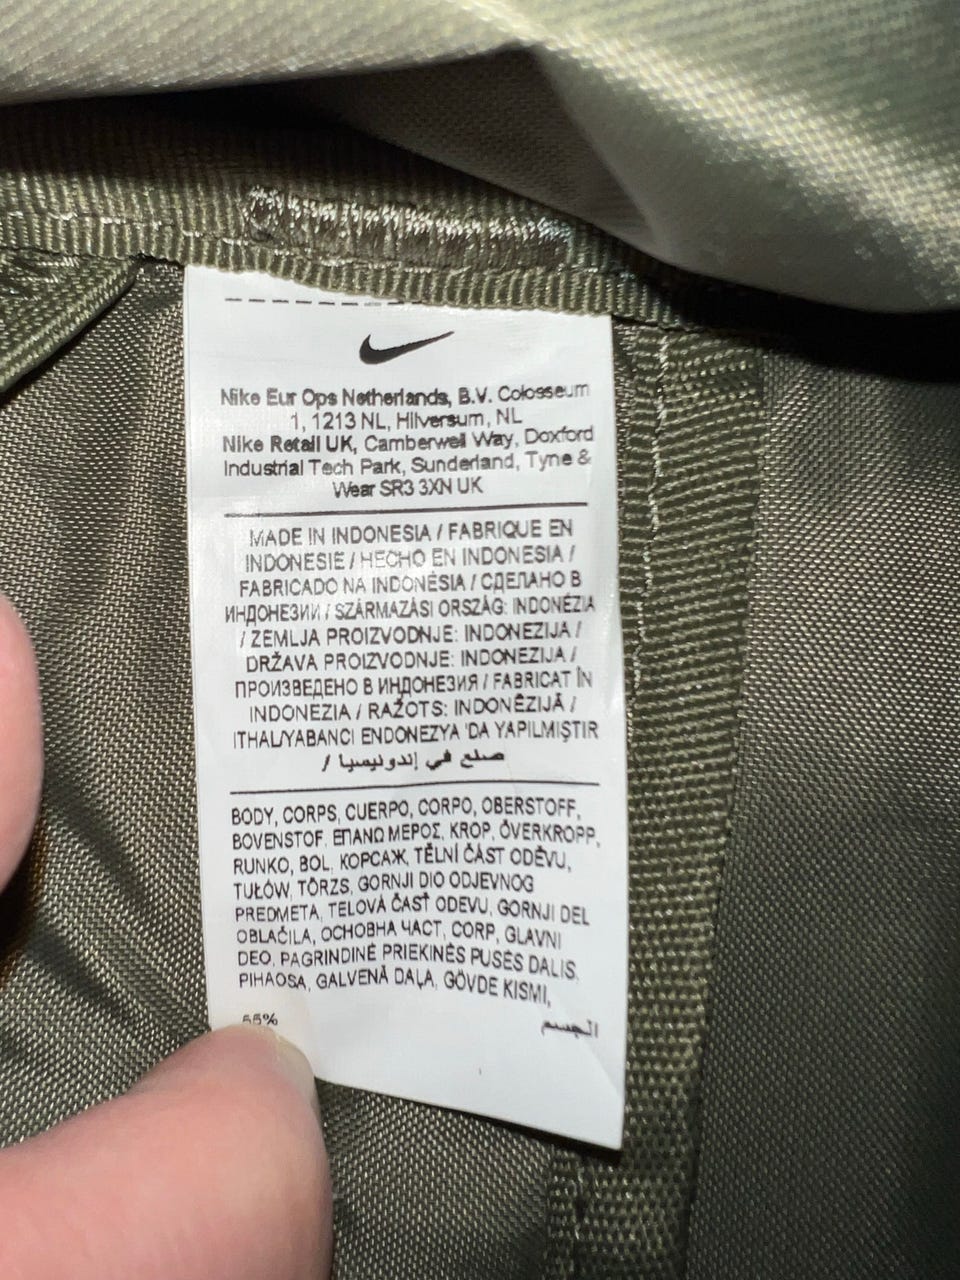 Nike Eur Ops Netherlands, B.V. Colosseum
1, 1213 NL, Hilversum, NL
Nike Retail UK, Camberwell Way, Doxford
Industrial Tech Park, Sunderland, Tyne &
Wear SR3 3XN UK
MADE IN INDONESIA / FABRIQUE EN
INDONESIE / HECHO EN INDONESIA /
FABRICADO NA INDONÉSIA / СДЕЛАНО В
ИНДОНЕЗИИ / SZÁRMAZÁSI ORSZÁG: INDONÉZIA
/ ZEMLJA PROIZVODNJE: INDONEZIJA /
DRŽAVA PROIZVODNJE: INDONEZIJA /
ПРОИЗВЕДЕНО В ИНДОНЕЗИЯ / FABRICAT ÎN
INDONEZIA / RAŽOTS: INDONĒZIJĀ /
ITHAL/YABANCI ENDONEZYA 'DA YAPILMIŞTIR
/ صنع في إندونيسيا
BODY, CORPS, CUERPO, CORPO, OBERSTOFF,
BOVENSTOF, ΕΠΑΝΩ ΜΕΡΟΣ, KROP, ÖVERKROPP,
RUNKO, BOL, КОРСАЖ, TĚLNÍ ČÁST ODĚVU,
TUŁÓW, TÖRZS, GORNJI DIO ODJEVNOG
PREDMETA, TELOVÁ ČASŤ ODEVU, GORNJI DEL
OBLAČILA, ОСНОВНА ЧАСТ, CORP, GLAVNI
DEO, PAGRINDINĖ PRIEKINĖS PUSĖS DALIS,
PIHAOSA, GALVENĀ DAĻA, GÖVDE KISMI,
الجسم
55%